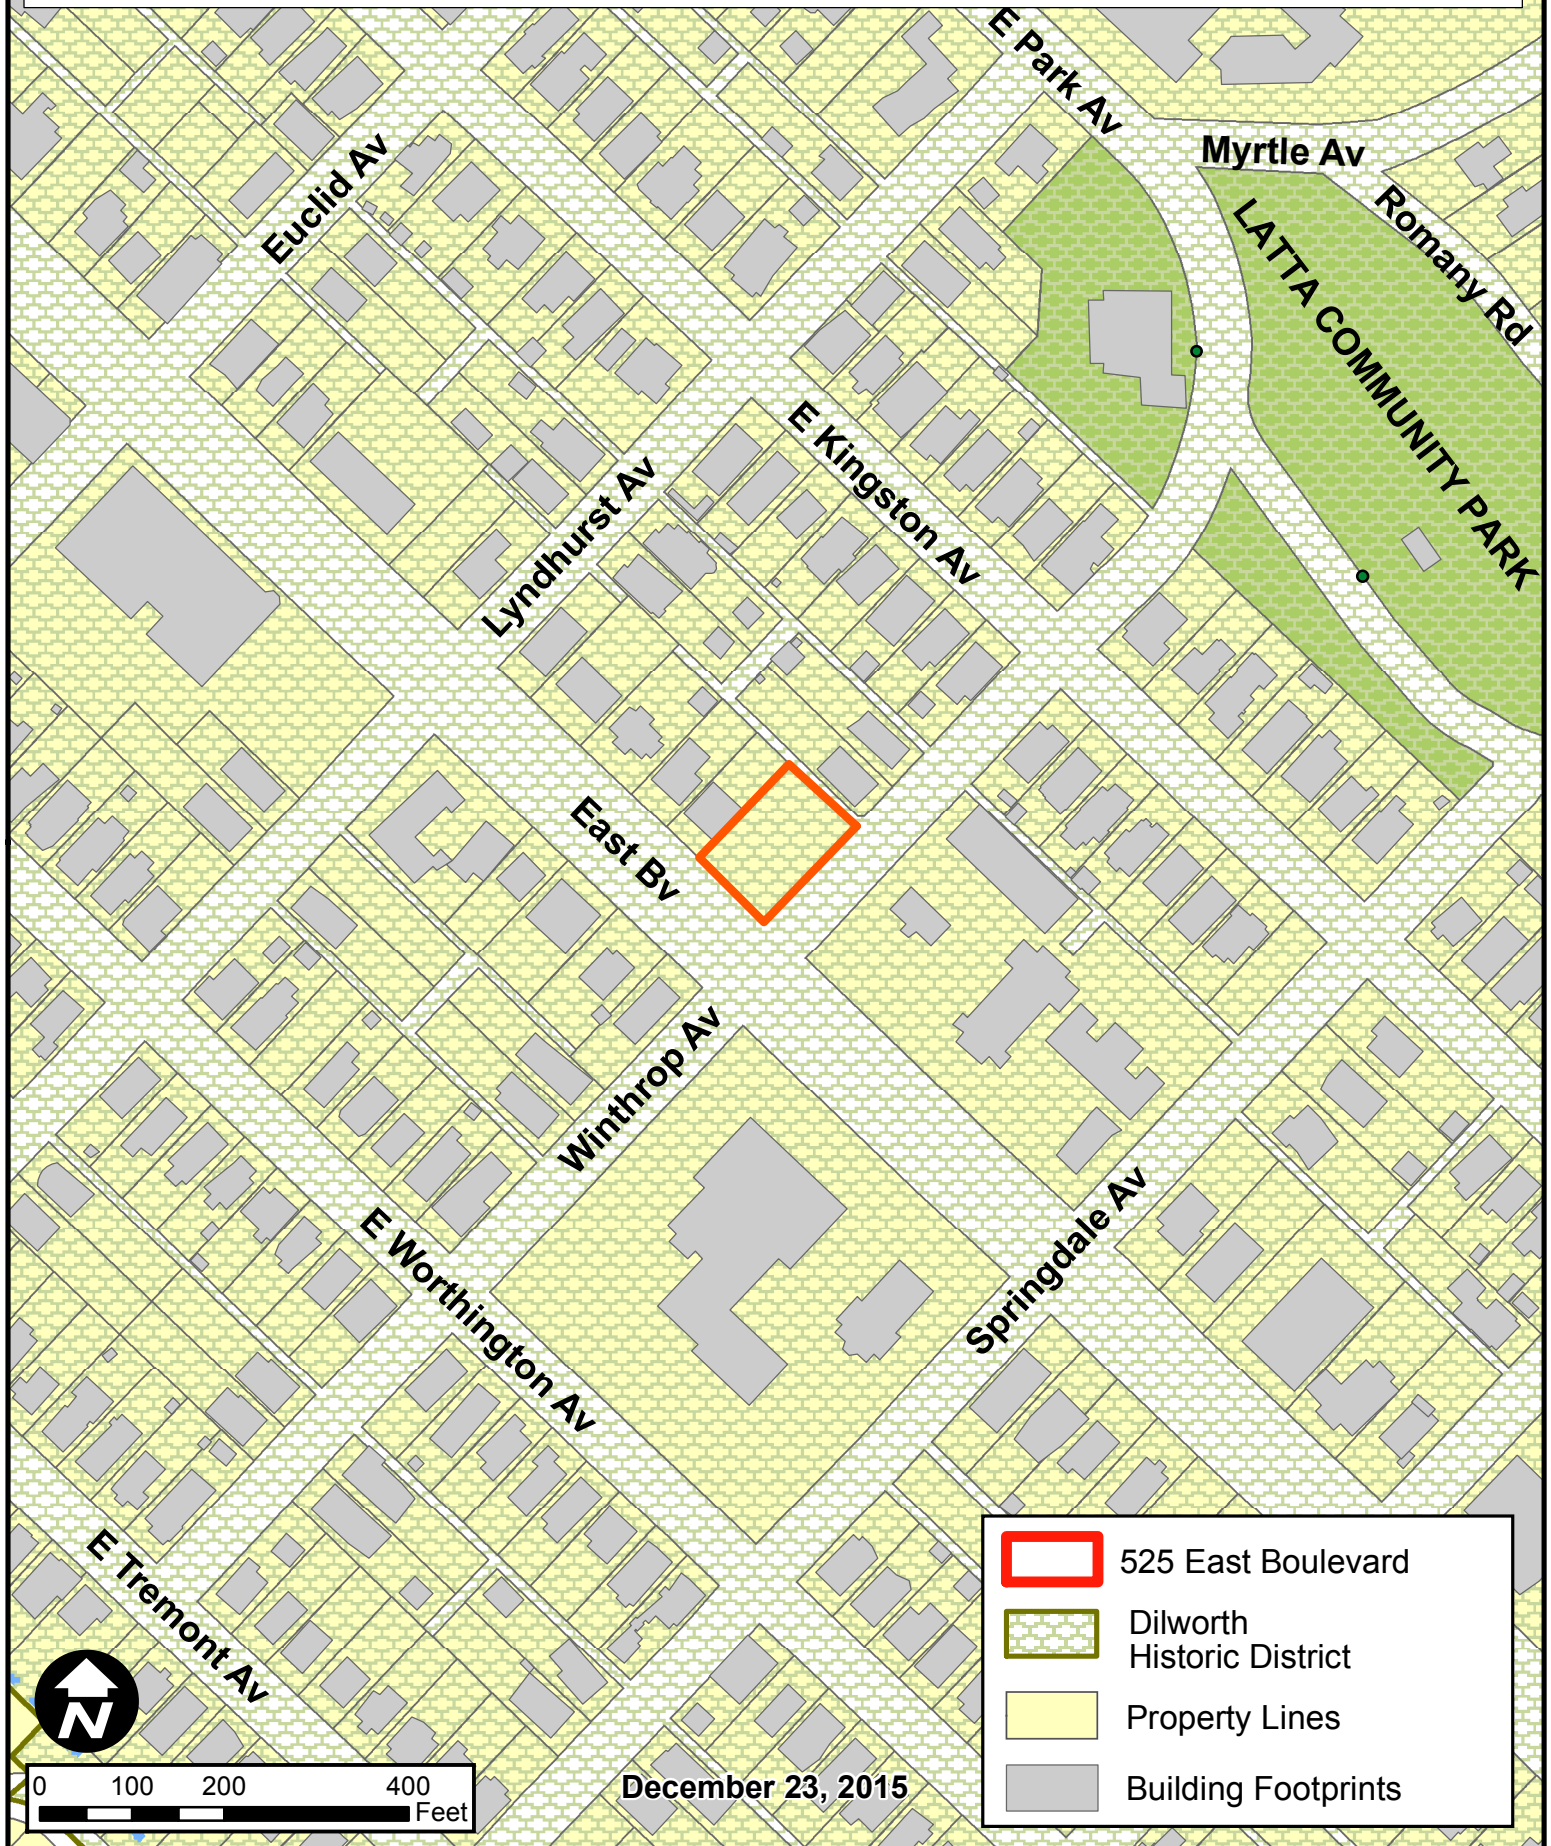 E Park Av
Myrtle Av
Romany Rd
LATTA COMMUNITY PARK
Euclid Av
E Kingston Av
Lyndhurst Av
East Bv
Winthrop Av
E Worthington Av
Springdale Av
E Tremont Av
525 East Boulevard
Dilworth
Historic District
Property Lines
Building Footprints
N
0 100 200 400
Feet
December 23, 2015